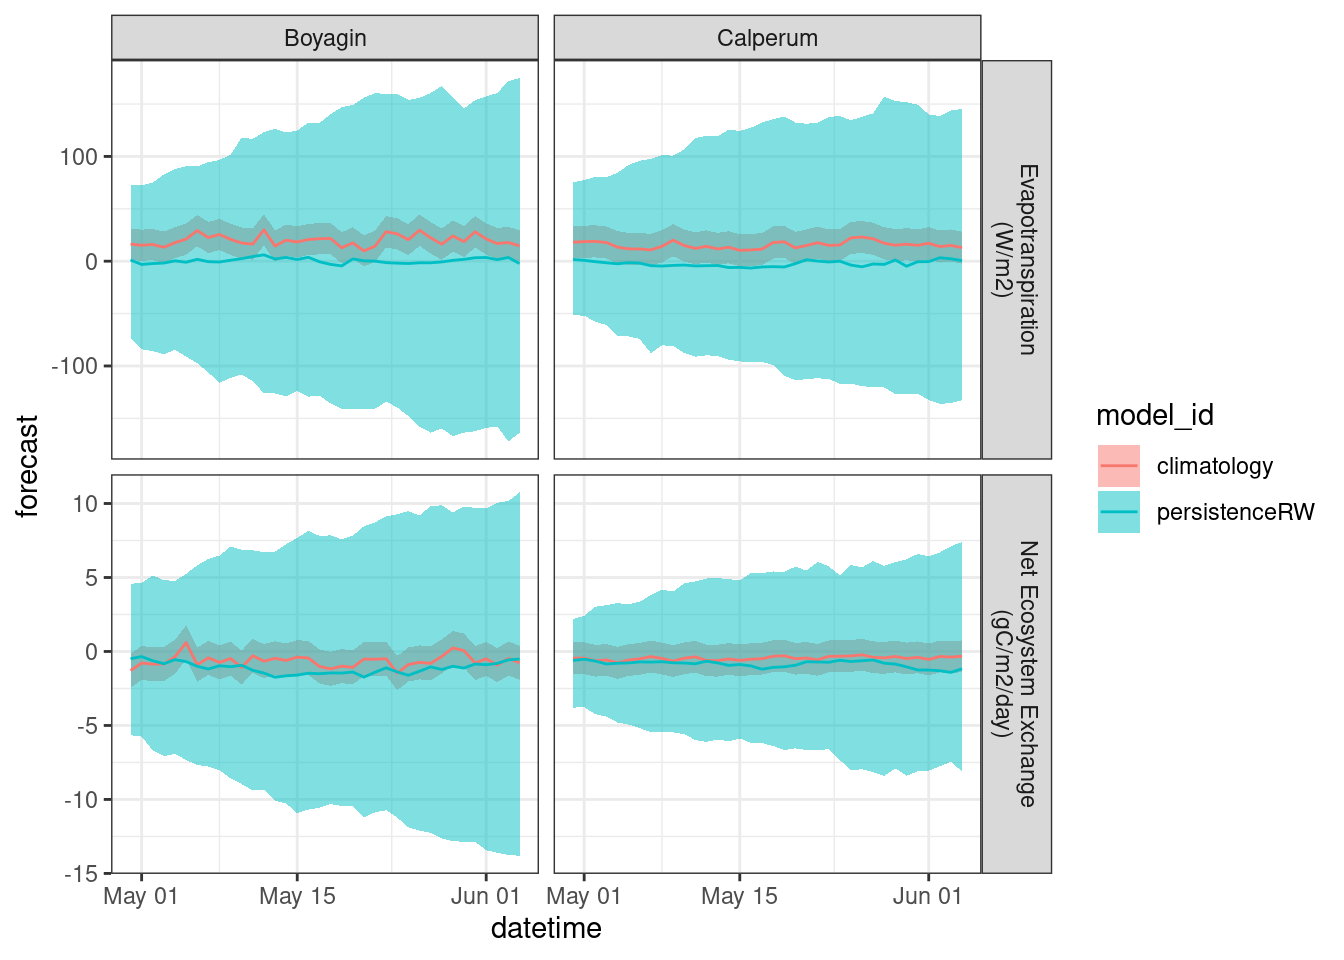 Boyagin
Calperum
100
0
-100
Evapotranspiration
(W/m2)
forecast
10
5
0
-5
-10
-15
Net Ecosystem Exchange
(gC/m2/day)
May 01
May 15
Jun 01
May 01
May 15
Jun 01
datetime
model_id
climatology
persistenceRW